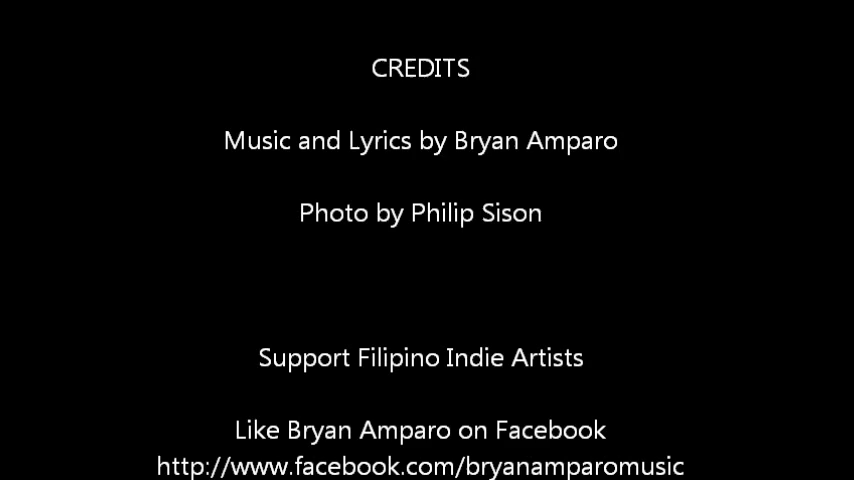 CREDITS
Music and Lyrics by Bryan Amparo
Photo by Philip Sison
Support Filipino Indie Artists
Like Bryan Amparo on Facebook
http://www.facebook.com/bryanamparomusic